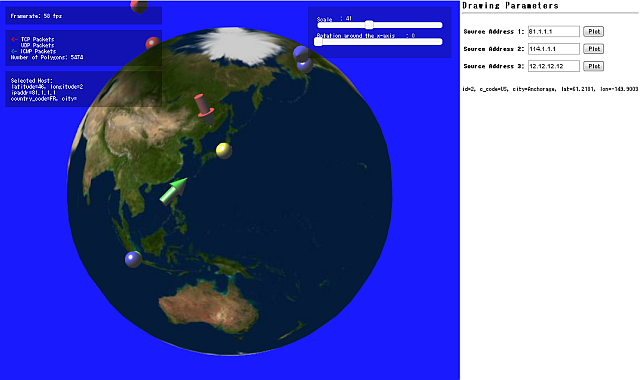 Framerate: 58 fps
<- TCP Packets
UDP Packets
<- ICMP Packets
Number of Polygons: 5474
Selected Host:
latitude=46, longitude=2
ipaddr=81.1.1.1
country_code=FR, city=
Scale : 41
Rotation around the x-axis : 0
Drawing Parameters
Source Address 1: 81.1.1.1 Plot
Source Address 2: 114.1.1.1 Plot
Source Address 3: 12.12.12.12 Plot
id=2, c_code=US, city=Anchorage, lat=61.2181, lon=-149.9003